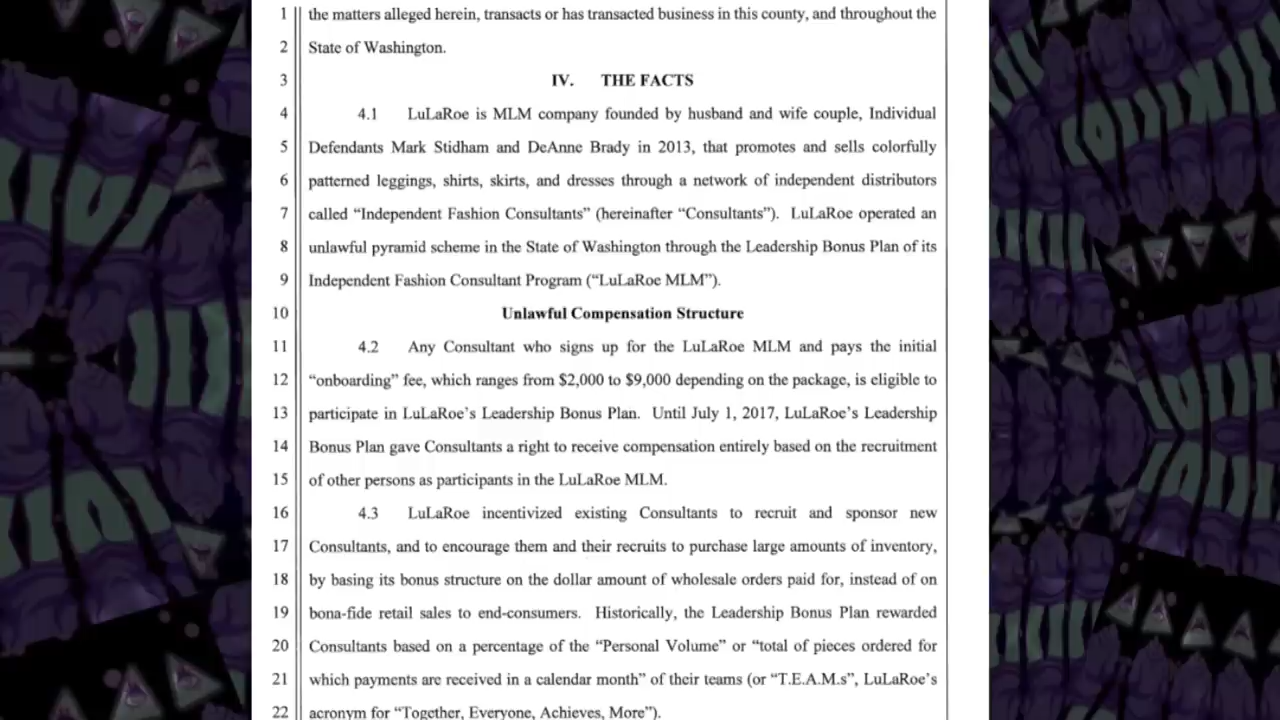 1 the matters alleged herein, transacts or has transacted business in this county, and throughout the
2 State of Washington.
3 IV. THE FACTS
4 4.1 LuLaRoe is MLM company founded by husband and wife couple, Individual
5 Defendants Mark Stidham and DeAnne Brady in 2013, that promotes and sells colorfully
6 patterned leggings, shirts, skirts, and dresses through a network of independent distributors
7 called “Independent Fashion Consultants” (hereinafter “Consultants”). LuLaRoe operated an
8 unlawful pyramid scheme in the State of Washington through the Leadership Bonus Plan of its
9 Independent Fashion Consultant Program (“LuLaRoe MLM”).
10 Unlawful Compensation Structure
11 4.2 Any Consultant who signs up for the LuLaRoe MLM and pays the initial
12 “onboarding” fee, which ranges from $2,000 to $9,000 depending on the package, is eligible to
13 participate in LuLaRoe’s Leadership Bonus Plan. Until July 1, 2017, LuLaRoe’s Leadership
14 Bonus Plan gave Consultants a right to receive compensation entirely based on the recruitment
15 of other persons as participants in the LuLaRoe MLM.
16 4.3 LuLaRoe incentivized existing Consultants to recruit and sponsor new
17 Consultants, and to encourage them and their recruits to purchase large amounts of inventory,
18 by basing its bonus structure on the dollar amount of wholesale orders paid for, instead of on
19 bona-fide retail sales to end-consumers. Historically, the Leadership Bonus Plan rewarded
20 Consultants based on a percentage of the “Personal Volume” or “total of pieces ordered for
21 which payments are received in a calendar month” of their teams (or “T.E.A.M.s”, LuLaRoe’s
22 acronym for “Together, Everyone, Achieves, More”).